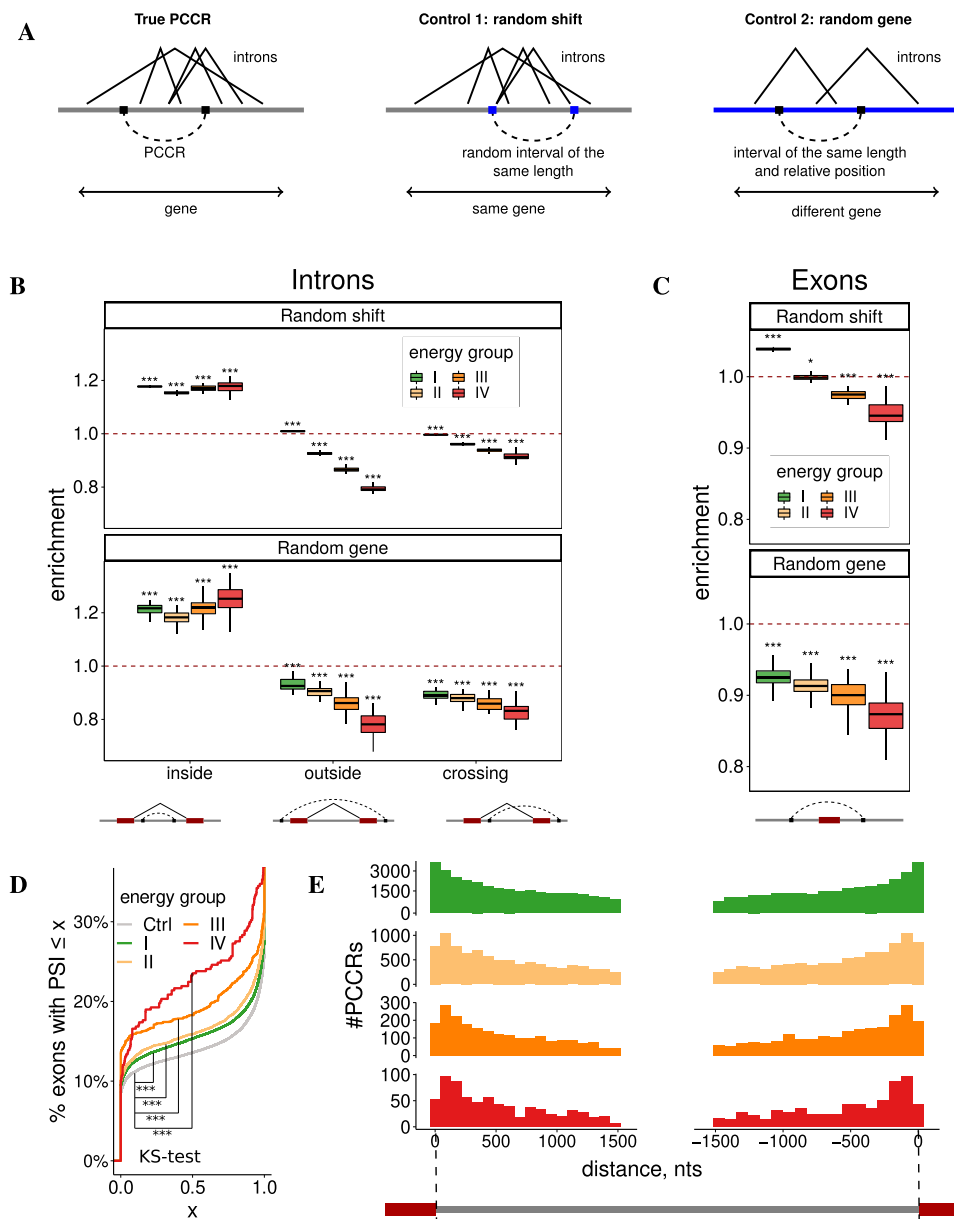 A
True PCCR
introns
PCCR
gene
Control 1: random shift
introns
random interval of the
same length
same gene
Control 2: random gene
introns
interval of the same length
and relative position
different gene
B
Introns
Random shift
energy group
I
II
III
IV
*** *** *** ***
*** *** *** ***
*** *** *** ***
1.2
1.0
0.8
enrichment
Random gene
*** *** *** ***
*** *** *** ***
*** *** *** ***
1.2
1.0
0.8
inside
outside
crossing
C
Exons
Random shift
*** * *** ***
1.0
0.9
0.8
energy group
I
II
III
IV
enrichment
Random gene
*** *** *** ***
1.0
0.9
0.8
D
energy group
Ctrl
I
II
III
IV
% exons with PSI ≤ x
30%
20%
10%
0%
***
***
***
***
KS-test
0.0
0.5
1.0
x
E
#PCCRs
3000
1500
0
1000
500
0
300
200
100
0
100
50
0
0
500
1000
1500
−1500
−1000
−500
0
distance, nts